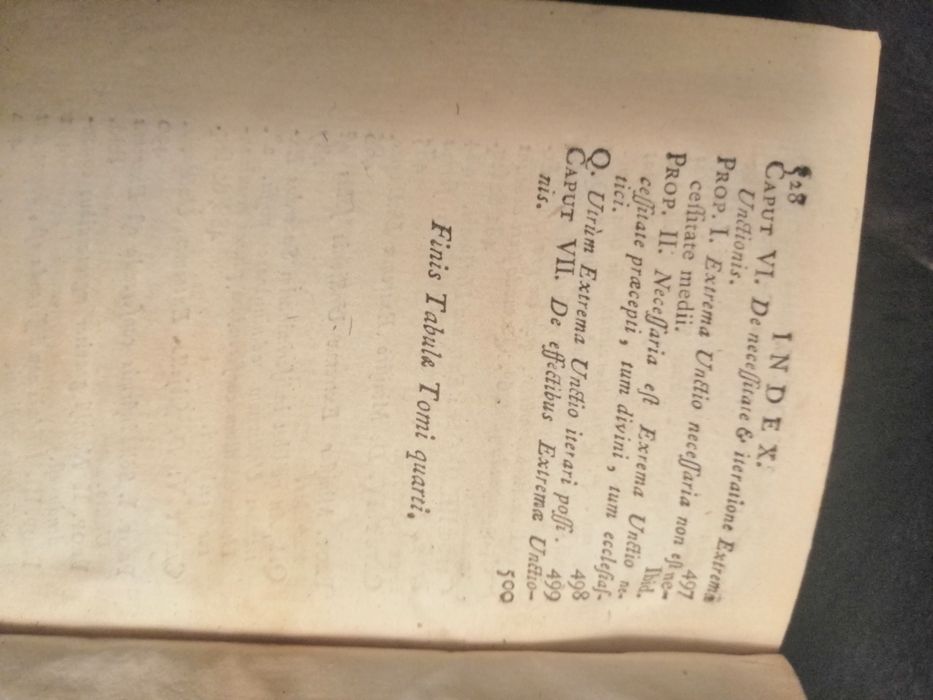 528
INDEX.
CAPUT VI. De neceſſitate & iteratione Extremæ
Unctionis. 497
PROP. I. Extrema Unctio neceſſaria non eſt ne-
ceſſitate medii. Ibid.
PROP. II. Neceſſaria eſt Exrema Unctio ne-
ceſſitate præcepti, tum divini, tum eccleſiaſ-
tici. 498
Q. Utrùm Extrema Unctio iterari poſſi. 499
CAPUT VII. De effectibus Extremæ Unctio-
nis. 500
Finis Tabulæ Tomi quarti.